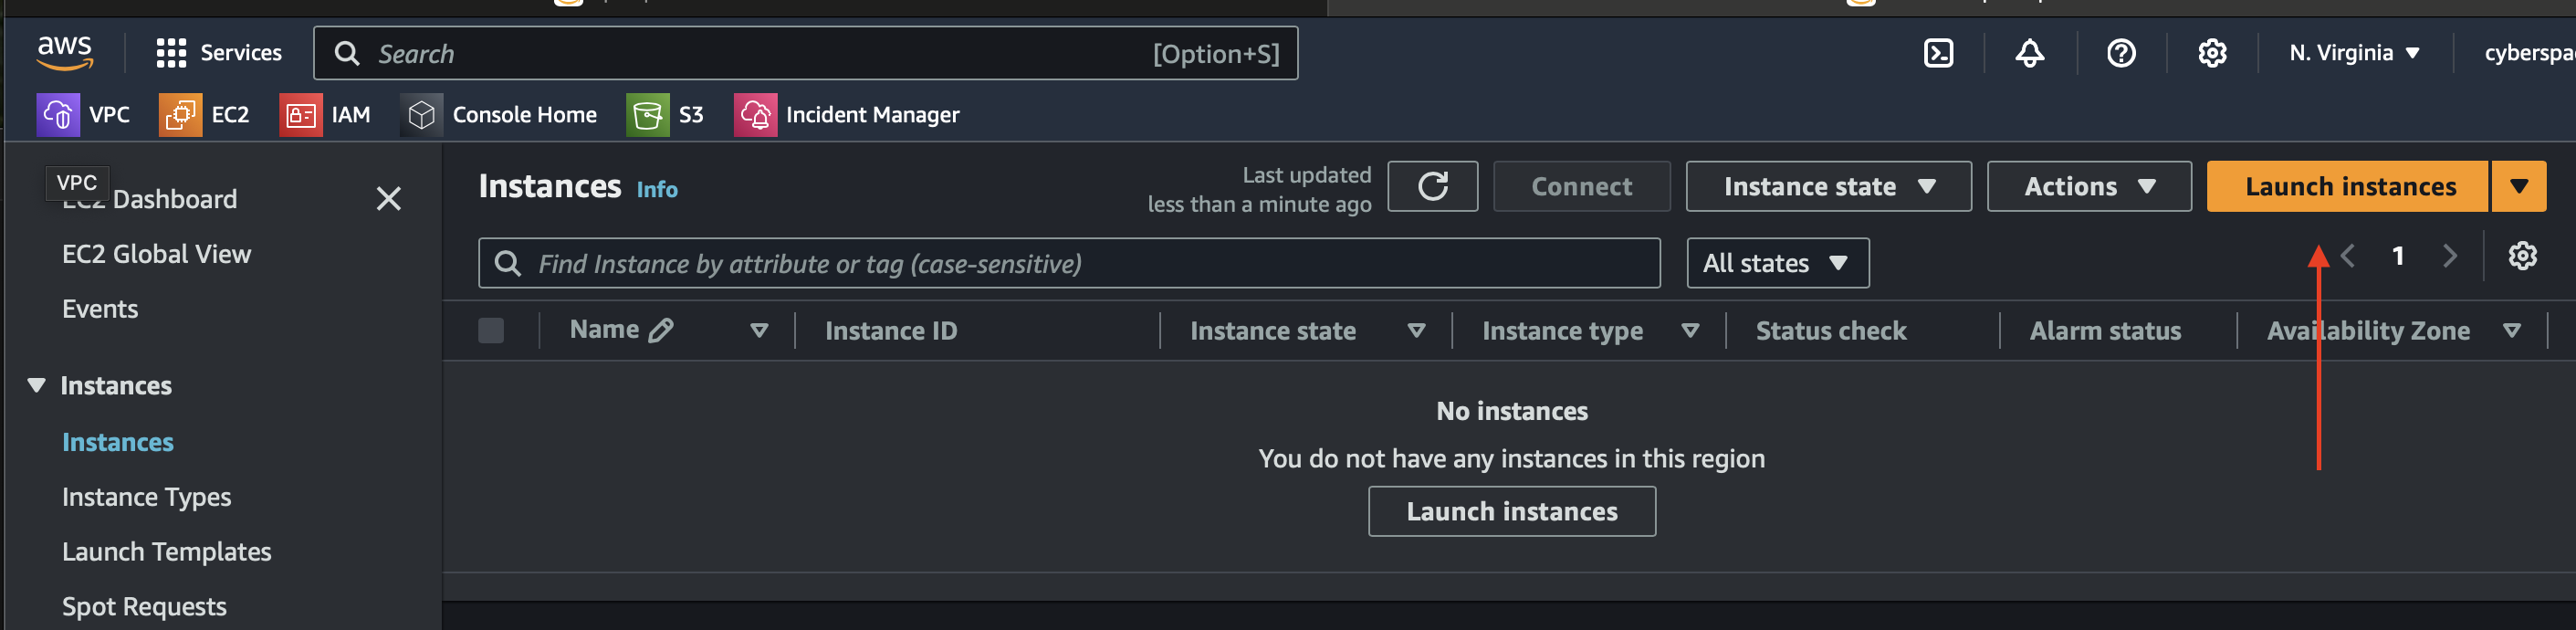 aws
Services
Search [Option+S]
N. Virginia
cyberspa
VPC EC2 IAM Console Home S3 Incident Manager
VPC
EC2 Dashboard
EC2 Global View
Events
Instances
Instances
Instance Types
Launch Templates
Spot Requests
Instances Info
Last updated
less than a minute ago
Connect
Instance state
Actions
Launch instances
Find Instance by attribute or tag (case-sensitive)
All states
1
Name Instance ID Instance state Instance type Status check Alarm status Availability Zone
No instances
You do not have any instances in this region
Launch instances